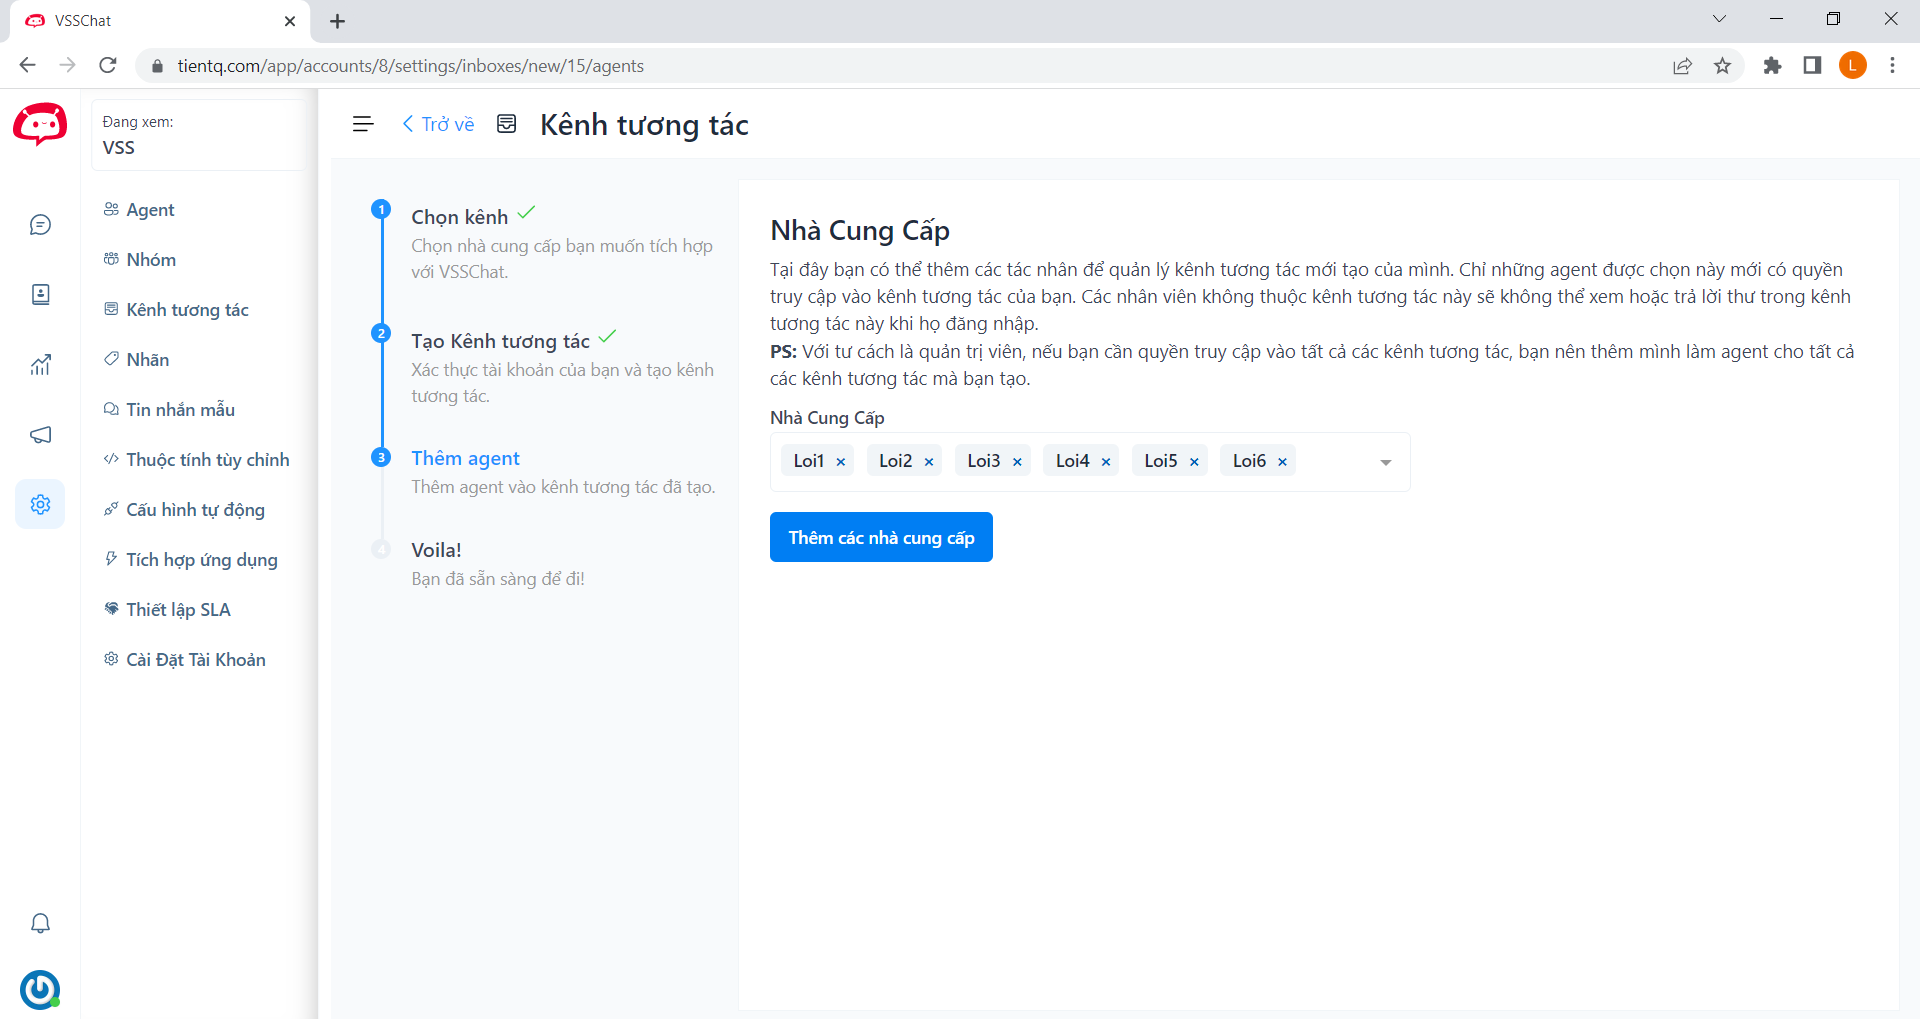 VSSChat
tientq.com/app/accounts/8/settings/inboxes/new/15/agents
L
Đang xem:
VSS
Agent
Nhóm
Kênh tương tác
Nhãn
Tin nhắn mẫu
Thuộc tính tùy chỉnh
Cấu hình tự động
Tích hợp ứng dụng
Thiết lập SLA
Cài Đặt Tài Khoản
Trở về
Kênh tương tác
1
Chọn kênh
Chọn nhà cung cấp bạn muốn tích hợp
với VSSChat.
2
Tạo Kênh tương tác
Xác thực tài khoản của bạn và tạo kênh
tương tác.
3
Thêm agent
Thêm agent vào kênh tương tác đã tạo.
4
Voila!
Bạn đã sẵn sàng để đi!
Nhà Cung Cấp
Tại đây bạn có thể thêm các tác nhân để quản lý kênh tương tác mới tạo của mình. Chỉ những agent được chọn này mới có quyền
truy cập vào kênh tương tác của bạn. Các nhân viên không thuộc kênh tương tác này sẽ không thể xem hoặc trả lời thư trong kênh
tương tác này khi họ đăng nhập.
PS: Với tư cách là quản trị viên, nếu bạn cần quyền truy cập vào tất cả các kênh tương tác, bạn nên thêm mình làm agent cho tất cả
các kênh tương tác mà bạn tạo.
Nhà Cung Cấp
Loi1 × Loi2 × Loi3 × Loi4 × Loi5 × Loi6 ×
Thêm các nhà cung cấp